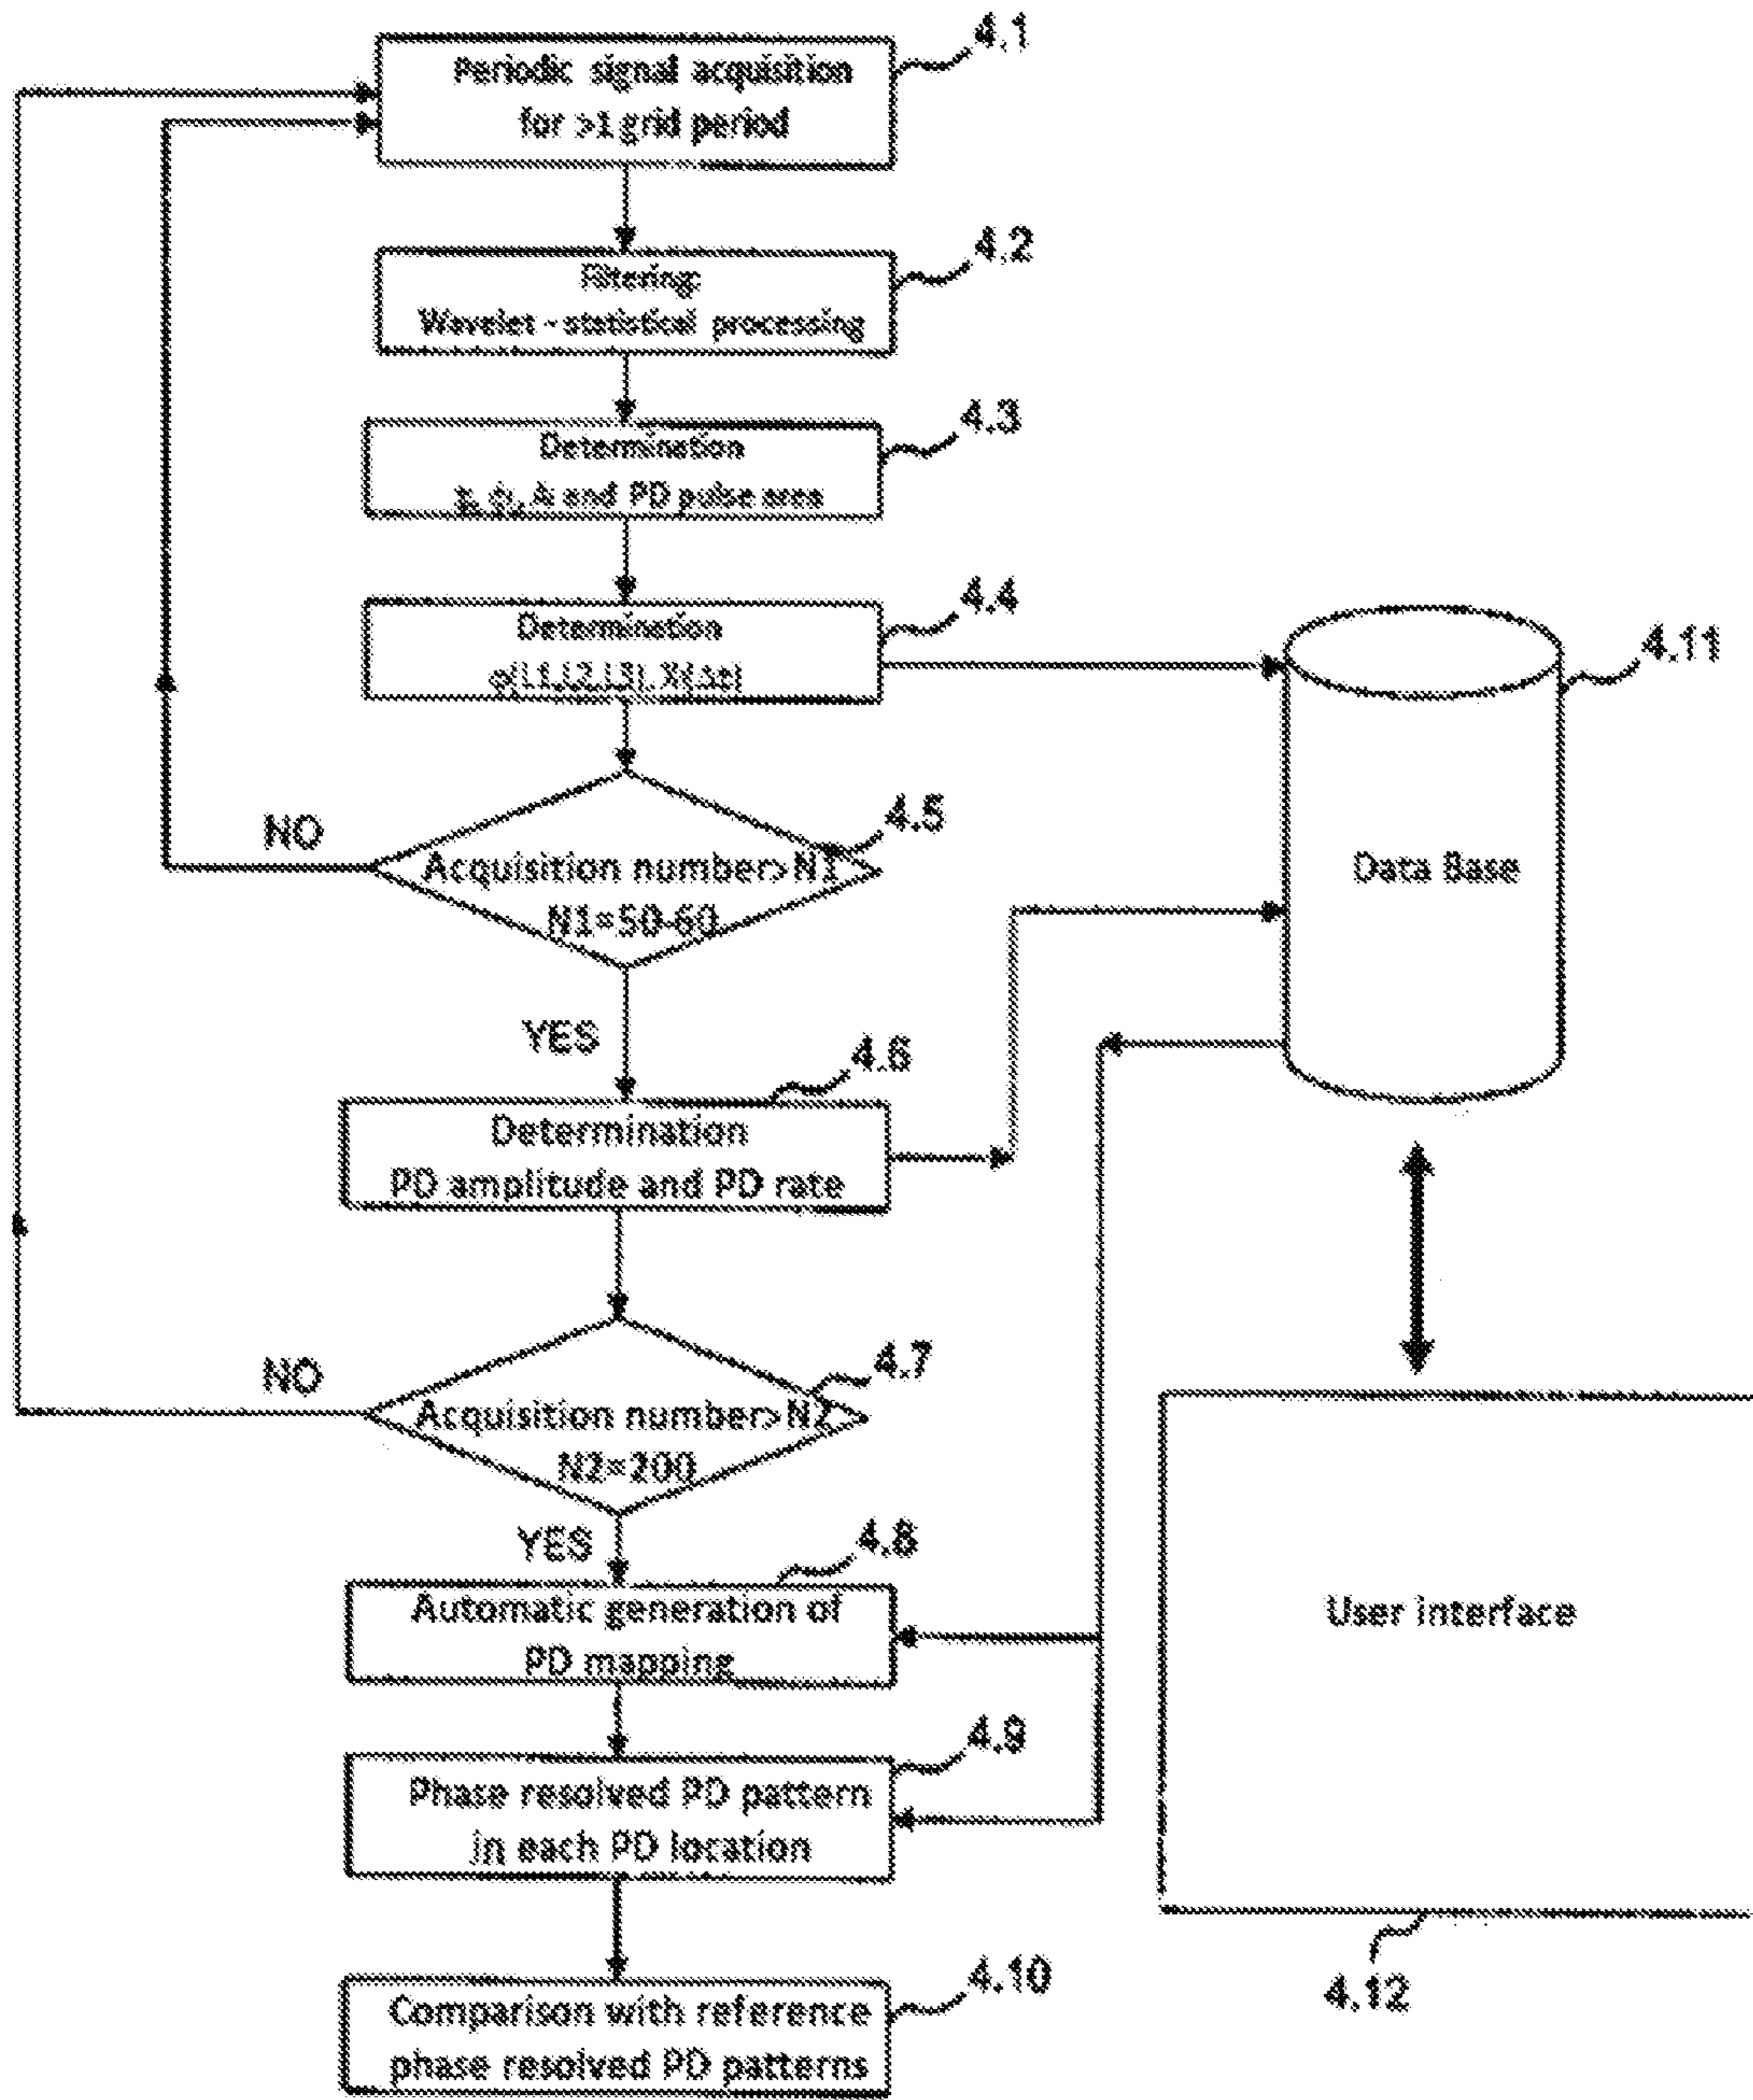 4.1
Periodic signal acquisition
for >1 grid period
4.2
Filtering:
Wavelet - statistical processing
4.3
Determination
and PD pulse area
4.4
Determination
4.11
Data Base
4.5
NO
Acquisition number>N1
N1=50-60
YES
4.6
Determination
PD amplitude and PD rate
4.7
NO
Acquisition number>N2
N2=200
YES
4.8
Automatic generation of
PD mapping
User interface
4.9
Phase resolved PD pattern
in each PD location
4.12
4.10
Comparison with reference
phase resolved PD patterns